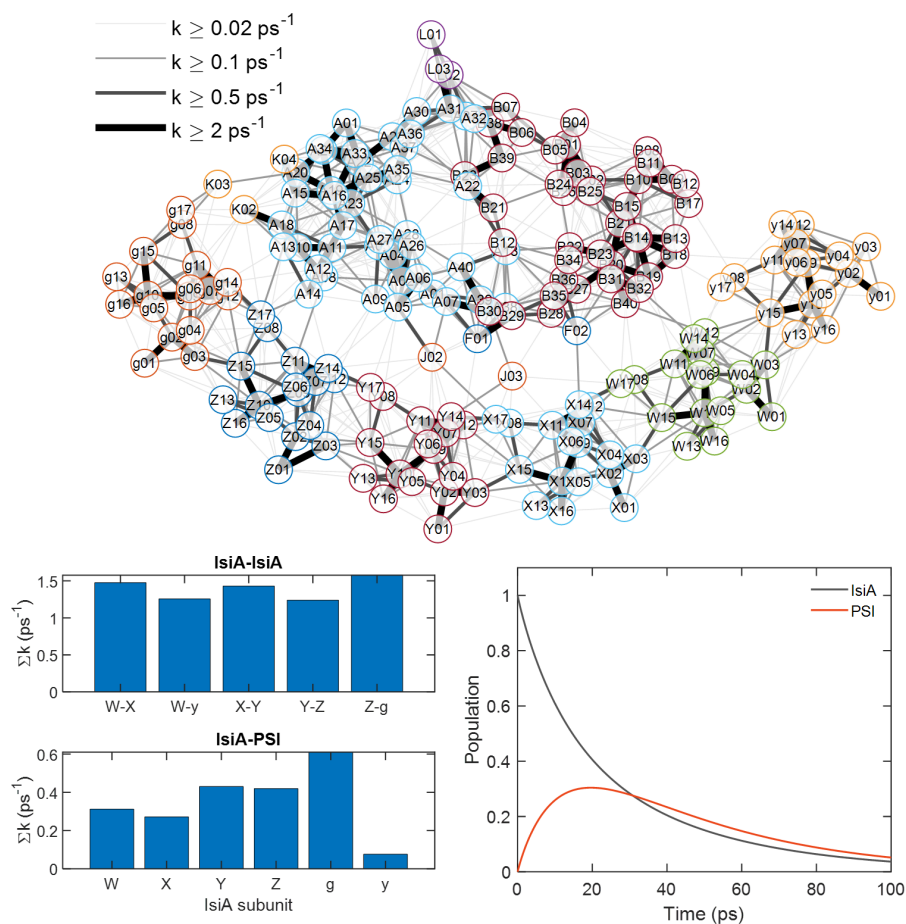 k ≥ 0.02 ps⁻¹
k ≥ 0.1 ps⁻¹
k ≥ 0.5 ps⁻¹
k ≥ 2 ps⁻¹
L01
L03
A30 A31 A32 B07
A01 A36 B06 B04
A34 A33 B39 B05
K04 A35 B03 B11
K03 A20 A25 B24 B25 B10 B12
A15 A16 A23 A22 B15 B17
g17 K02 A18 A17 B21
g08 A13 A11 A27 A26 B12 B14 B13
g15 A12 A04 B34 B23 B18
g11 A06 A40 B31 B19
g13 g14 A14 A09 A05 A07 B30 B35 B32
g16 g06 g05 B28 B40
g04 Z17 F01 F02
g02 g03 Z08 J02
g01 Z15 Z11 Z14 J03
Z13 Z06 Y17
Z16 Z05 Z04 Y11 Y14 X17 X14
Z03 Y15 Y06 X11 X07
Z01 Y13 Y05 Y04 X15 X06 X04 X03
Y16 Y02 Y03 X05 X02
Y01 X13 X16 X01
y14
y07 y03
y11 y06 y04
y02
y17 y05 y01
y15
y13 y16
W14
W07
W11 W03
W17 W06 W04
W15 W05 W01
W13 W16
IsiA-IsiA
1.5
1
0.5
0
Σk (ps⁻¹)
W-X W-y X-Y Y-Z Z-g
IsiA-PSI
0.6
0.4
0.2
0
Σk (ps⁻¹)
W X Y Z g y
IsiA subunit
IsiA
PSI
1
0.8
0.6
0.4
0.2
0
Population
0 20 40 60 80 100
Time (ps)